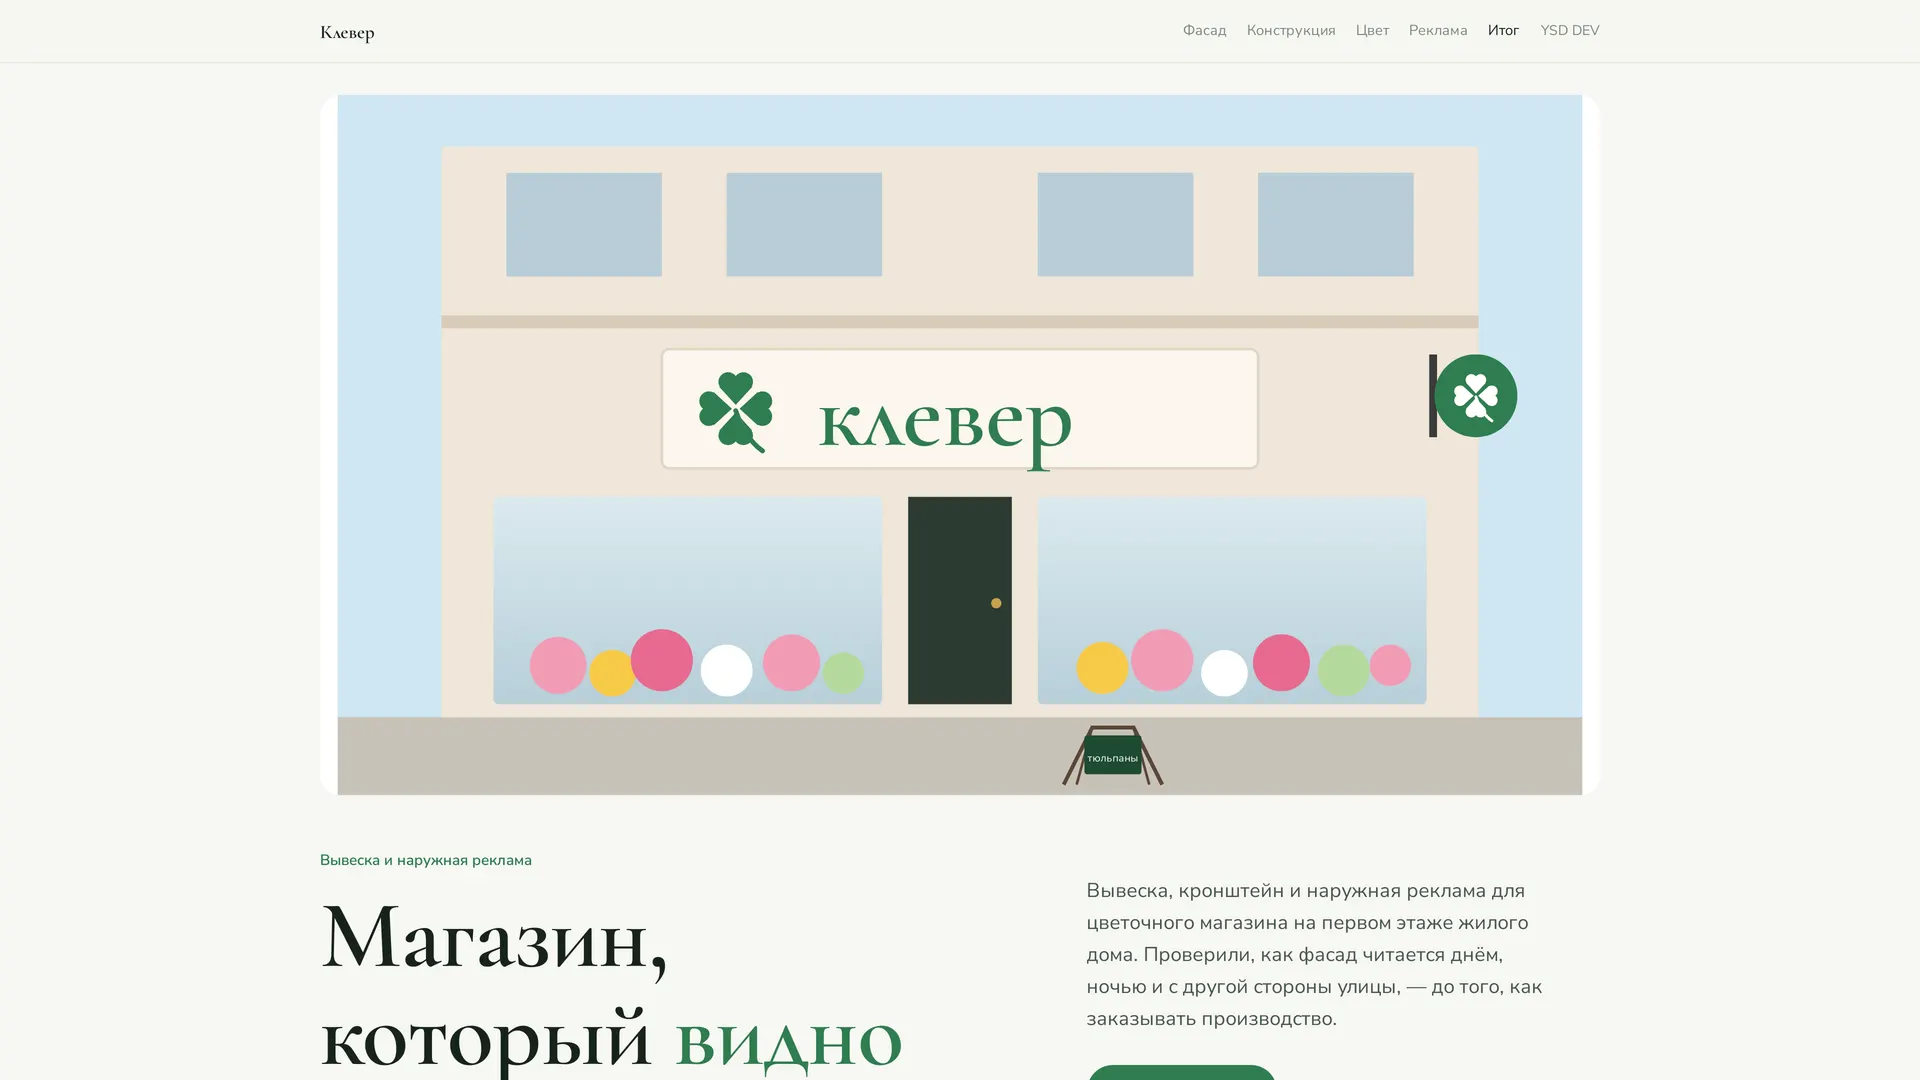 Клевер
Фасад Конструкция Цвет Реклама Итог YSD DEV
клевер
тюльпаны
Вывеска и наружная реклама
Магазин,
который видно
Вывеска, кронштейн и наружная реклама для
цветочного магазина на первом этаже жилого
дома. Проверили, как фасад читается днём,
ночью и с другой стороны улицы, — до того, как
заказывать производство.